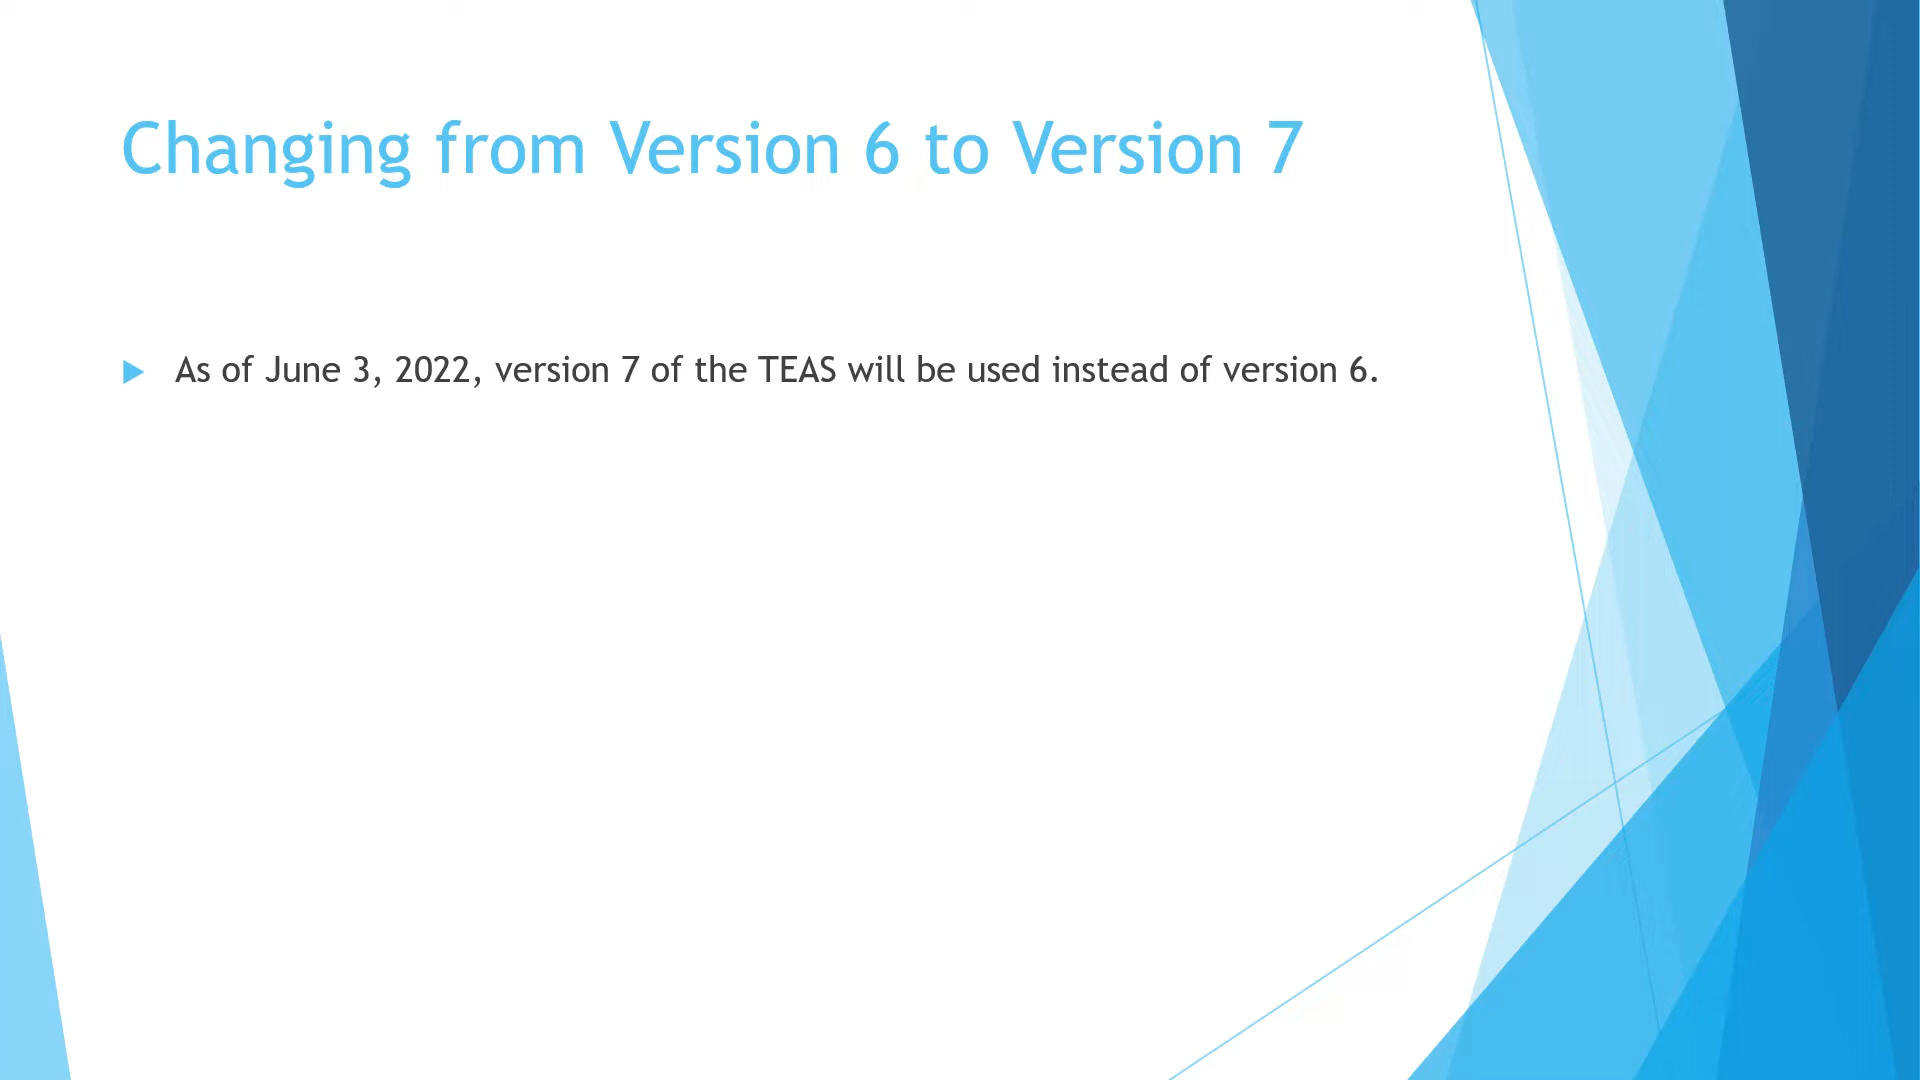 Changing from Version 6 to Version 7
As of June 3, 2022, version 7 of the TEAS will be used instead of version 6.